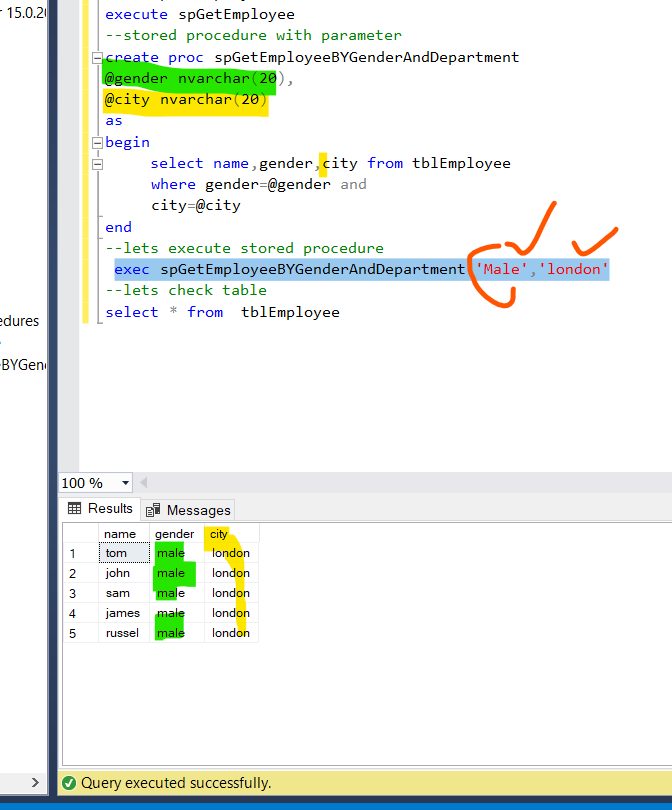 r 15.0.20
edures
BYGen
execute spGetEmployee
--stored procedure with parameter
create proc spGetEmployeeBYGenderAndDepartment
@gender nvarchar(20),
@city nvarchar(20)
as
begin
select name,gender,city from tblEmployee
where gender=@gender and
city=@city
end
--lets execute stored procedure
exec spGetEmployeeBYGenderAndDepartment 'Male','london'
--lets check table
select * from tblEmployee
100 %
Results Messages
name gender city
1 tom male london
2 john male london
3 sam male london
4 james male london
5 russel male london
Query executed successfully.